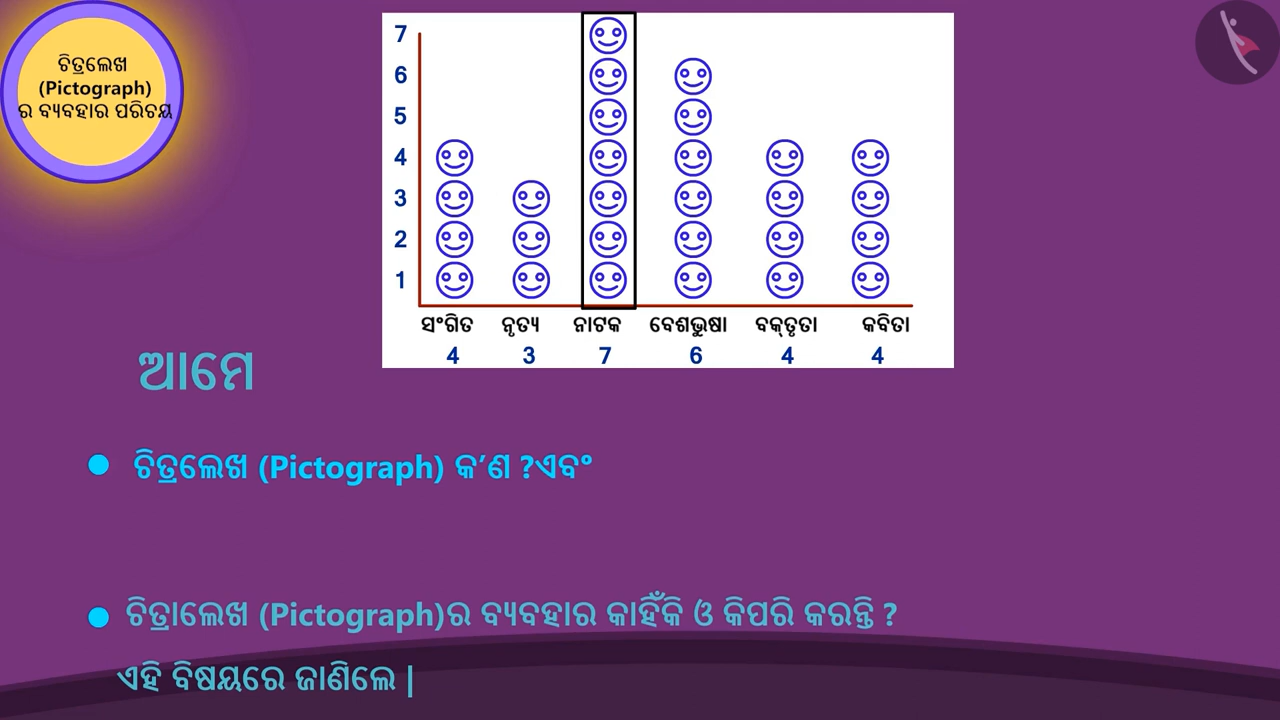 ଚିତ୍ରଲେଖ
(Pictograph)
ର ବ୍ୟବହାର ପରିଚୟ
7
6
5
4
3
2
1
ସଂଗିତ ନୃତ୍ୟ ନାଟକ ବେଶଭୁଷା ବକ୍ତୃତା କବିତା
4 3 7 6 4 4
ଆମେ
ଚିତ୍ରଲେଖ (Pictograph) କ’ଣ ?ଏବଂ
ଚିତ୍ରାଲେଖ (Pictograph)ର ବ୍ୟବହାର କାହିଁକି ଓ କିପରି କରନ୍ତି ?
ଏହି ବିଷୟରେ ଜାଣିଲେ |